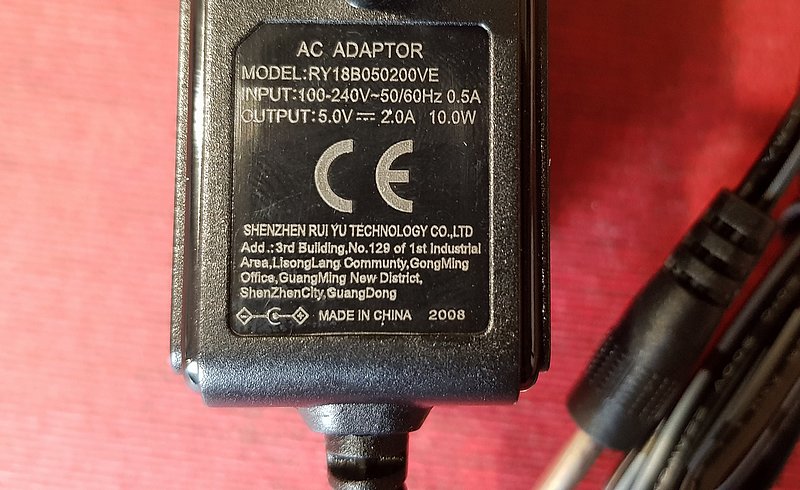 AC ADAPTOR
MODEL:RY18B050200VE
INPUT:100-240V~50/60Hz 0.5A
OUTPUT:5.0V⎓2.0A 10.0W
CE
SHENZHEN RUI YU TECHNOLOGY CO.,LTD
Add.:3rd Building,No.129 of 1st Industrial
Area,LisongLang Communty,GongMing
Office,GuangMing New District,
ShenZhenCity,GuangDong
MADE IN CHINA 2008